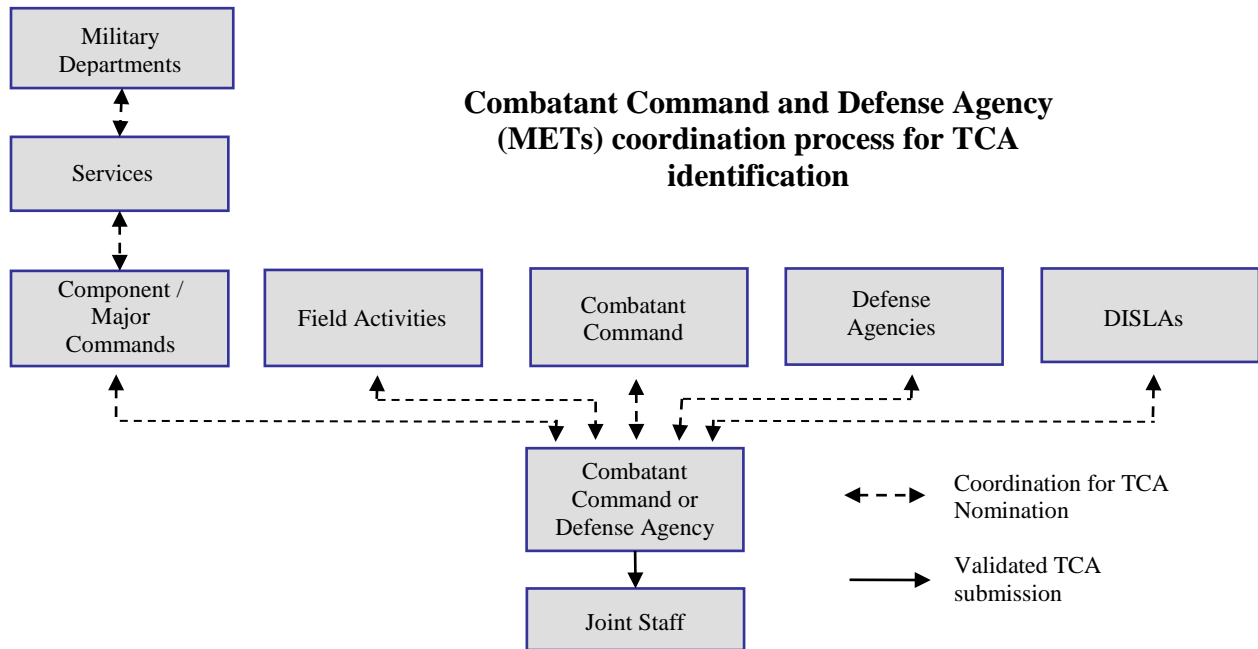 Military
Departments
Combatant Command and Defense Agency
(METs) coordination process for TCA
identification
Services
Component /
Major
Commands
Field Activities
Combatant
Command
Defense
Agencies
DISLAs
Combatant
Command or
Defense Agency
Coordination for TCA
Nomination
Validated TCA
submission
Joint Staff